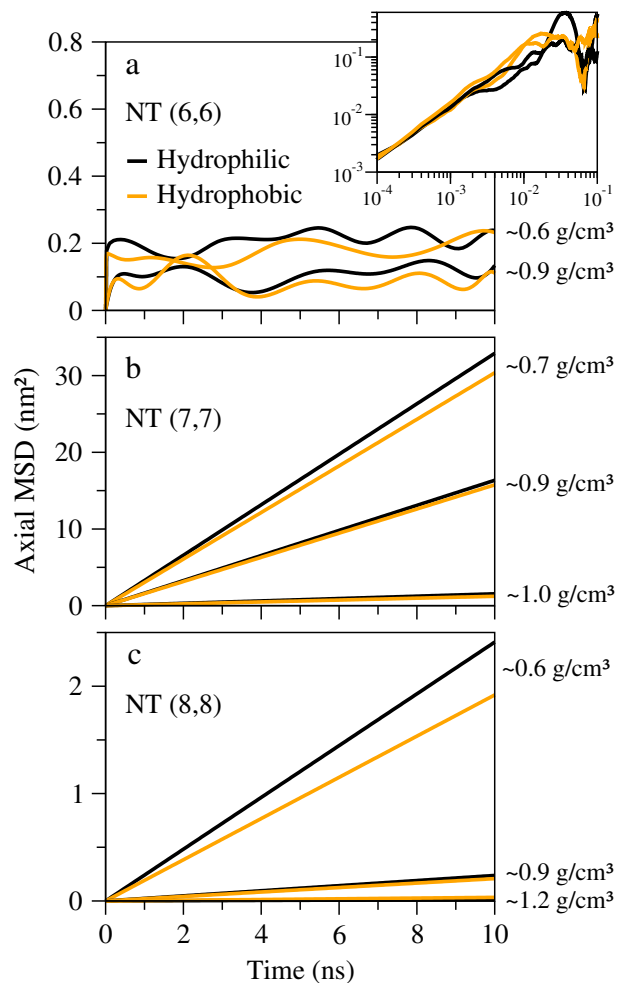 a
NT (6,6)
Hydrophilic
Hydrophobic
0.8
0.6
0.4
0.2
0
10⁻¹
10⁻²
10⁻³
10⁻⁴ 10⁻³ 10⁻² 10⁻¹
~0.6 g/cm³
~0.9 g/cm³
b
NT (7,7)
30
20
10
0
~0.7 g/cm³
~0.9 g/cm³
~1.0 g/cm³
Axial MSD (nm²)
c
NT (8,8)
2
1
0
~0.6 g/cm³
~0.9 g/cm³
~1.2 g/cm³
0 2 4 6 8 10
Time (ns)